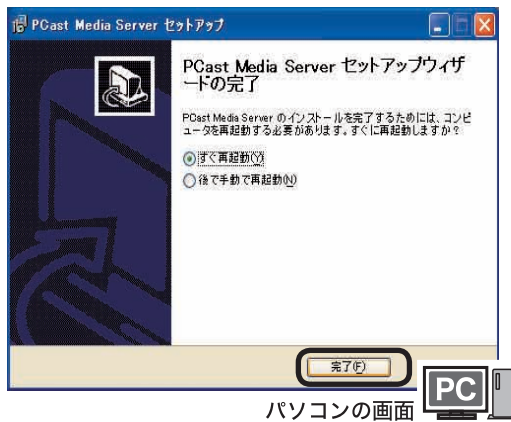 PCast Media Server セットアップ
PCast Media Server セットアップウィザ
ードの完了
PCast Media Server のインストールを完了するためには、コンピ
ュータを再起動する必要があります。すぐに再起動しますか?
すぐ再起動(Y)
後で手動で再起動(N)
完了(F)
パソコンの画面
PC